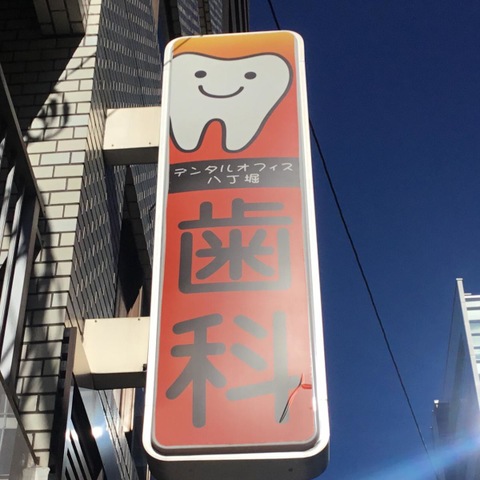 デンタルオフィス
八丁堀
歯
科